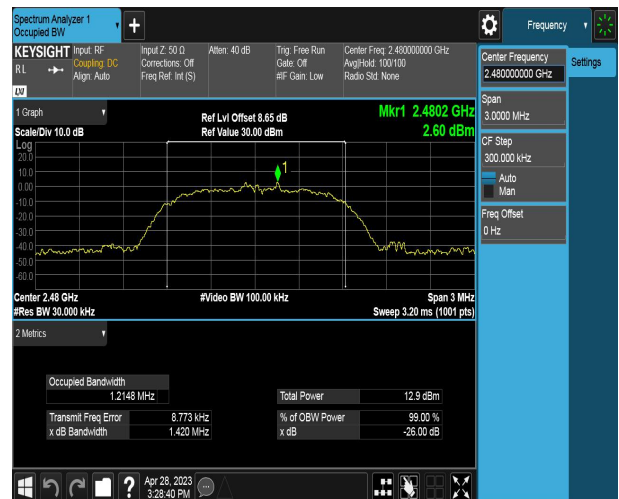 Spectrum Analyzer 1
Occupied BW
Frequency
KEYSIGHT
R L
LXI
Input: RF
Coupling: DC
Align: Auto
Input Z: 50 Ω
Corrections: Off
Freq Ref: Int (S)
Atten: 40 dB
Trig: Free Run
Gate: Off
#IF Gain: Low
Center Freq: 2.480000000 GHz
Avg|Hold: 100/100
Radio Std: None
Center Frequency
2.480000000 GHz
Settings
Span
3.0000 MHz
CF Step
300.000 kHz
Auto
Man
Freq Offset
0 Hz
1 Graph
Scale/Div 10.0 dB
Ref Lvl Offset 8.65 dB
Ref Value 30.00 dBm
Mkr1 2.4802 GHz
2.60 dBm
Log
20.0
10.0
0.00
-10.0
-20.0
-30.0
-40.0
-50.0
-60.0
1
Center 2.48 GHz
#Video BW 100.00 kHz
Span 3 MHz
#Res BW 30.000 kHz
Sweep 3.20 ms (1001 pts)
2 Metrics
Occupied Bandwidth
1.2148 MHz
Total Power 12.9 dBm
Transmit Freq Error 8.773 kHz
% of OBW Power 99.00 %
x dB Bandwidth 1.420 MHz
x dB -26.00 dB
?
Apr 28, 2023
3:28:40 PM